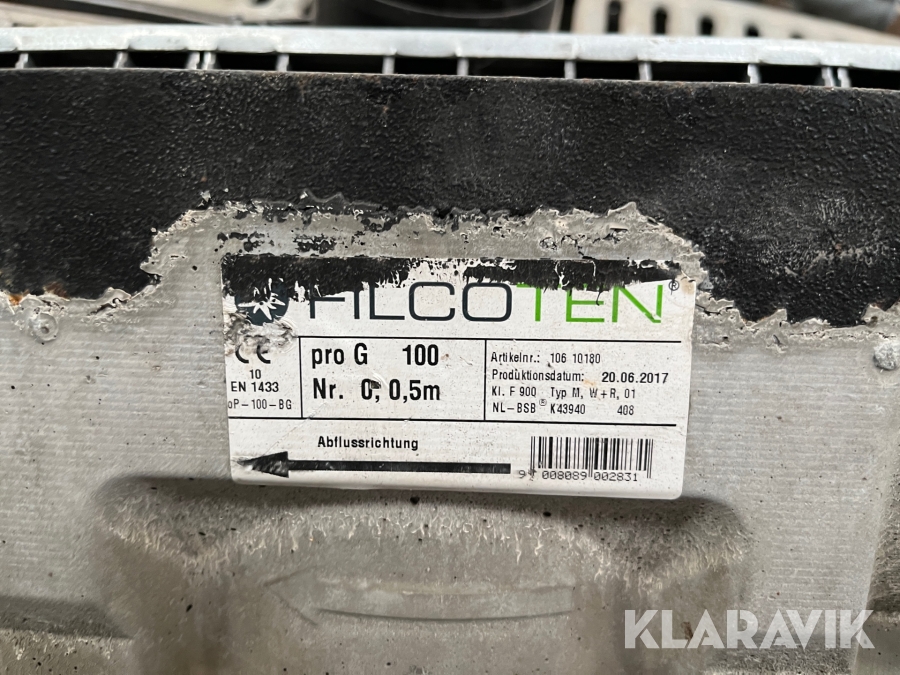 FILCOTEN®
CE
10
EN 1433
oP-100-BG
pro G 100
Nr. 0, 0,5m
Artikelnr.: 106 10180
Produktionsdatum: 20.06.2017
Kl. F 900 Typ M, W+R, 01
NL-BSB® K43940 408
Abflussrichtung
9 008089 002831
KLARAVIK